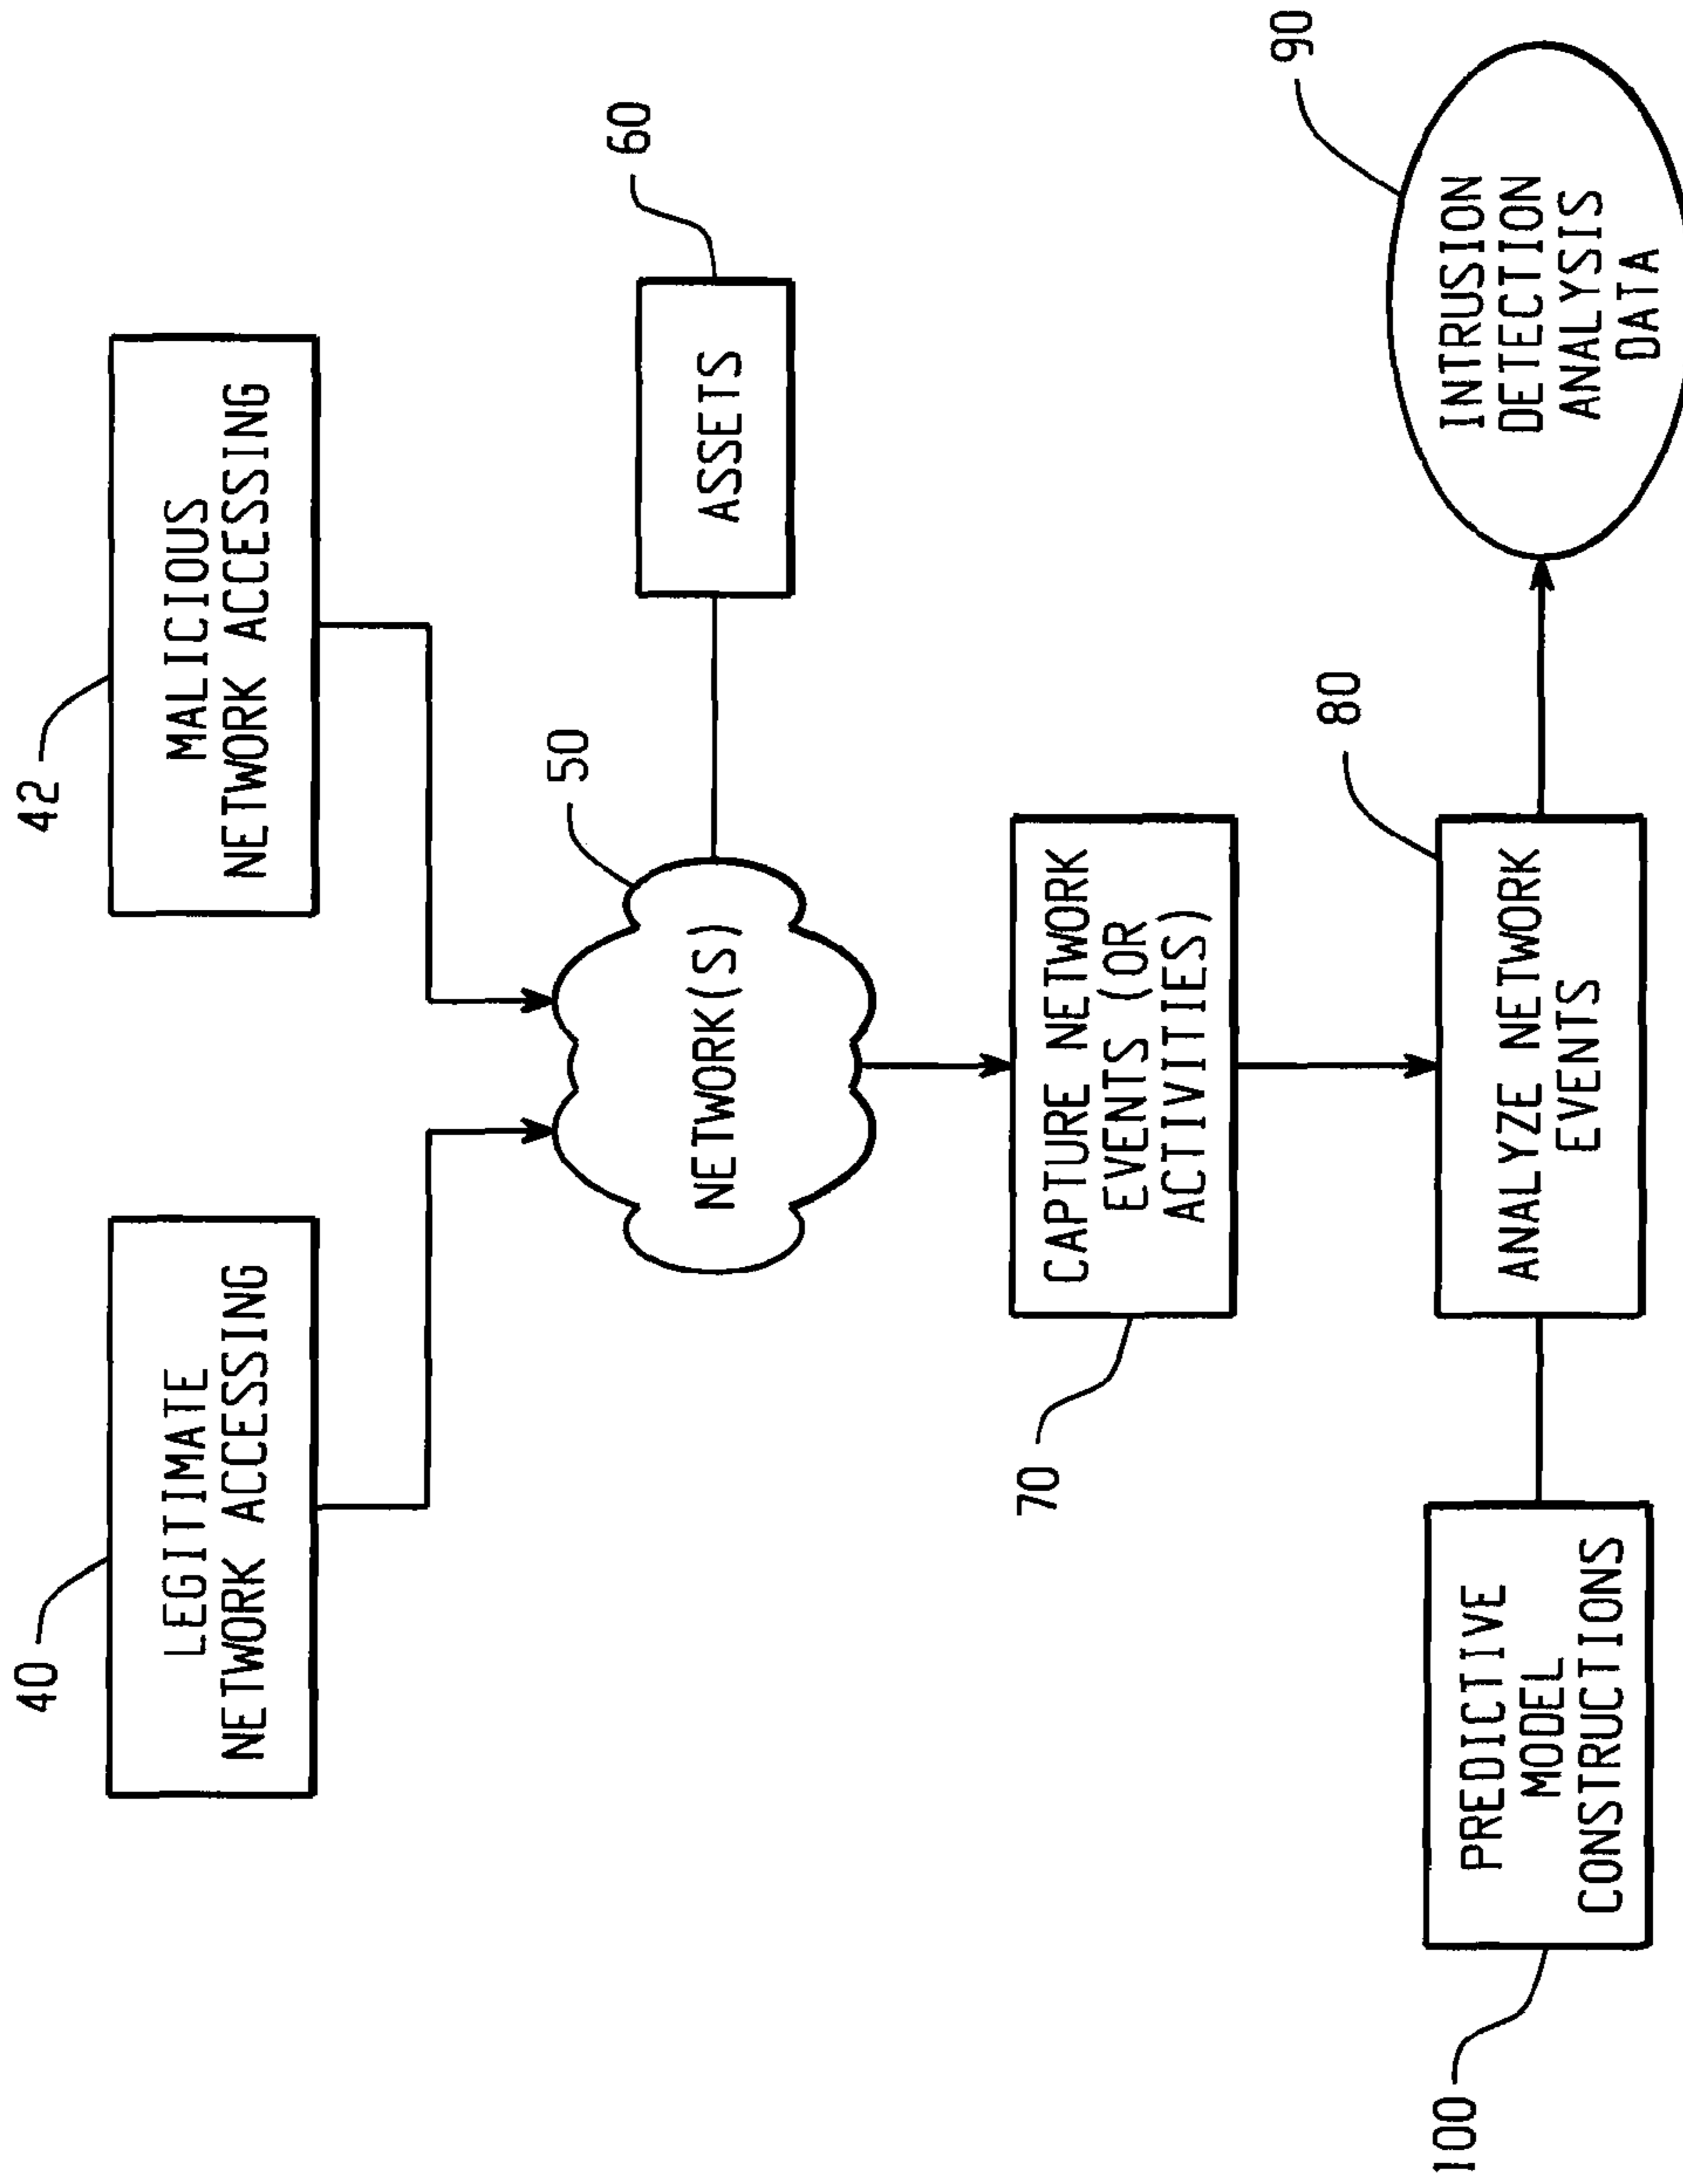 40
LEGITIMATE
NETWORK ACCESSING
42
MALICIOUS
NETWORK ACCESSING
50
NETWORK(S)
60
ASSETS
70
CAPTURE NETWORK
EVENTS (OR
ACTIVITIES)
80
ANALYZE NETWORK
EVENTS
100
PREDICTIVE
MODEL
CONSTRUCTIONS
90
INTRUSION
DETECTION
ANALYSIS
DATA